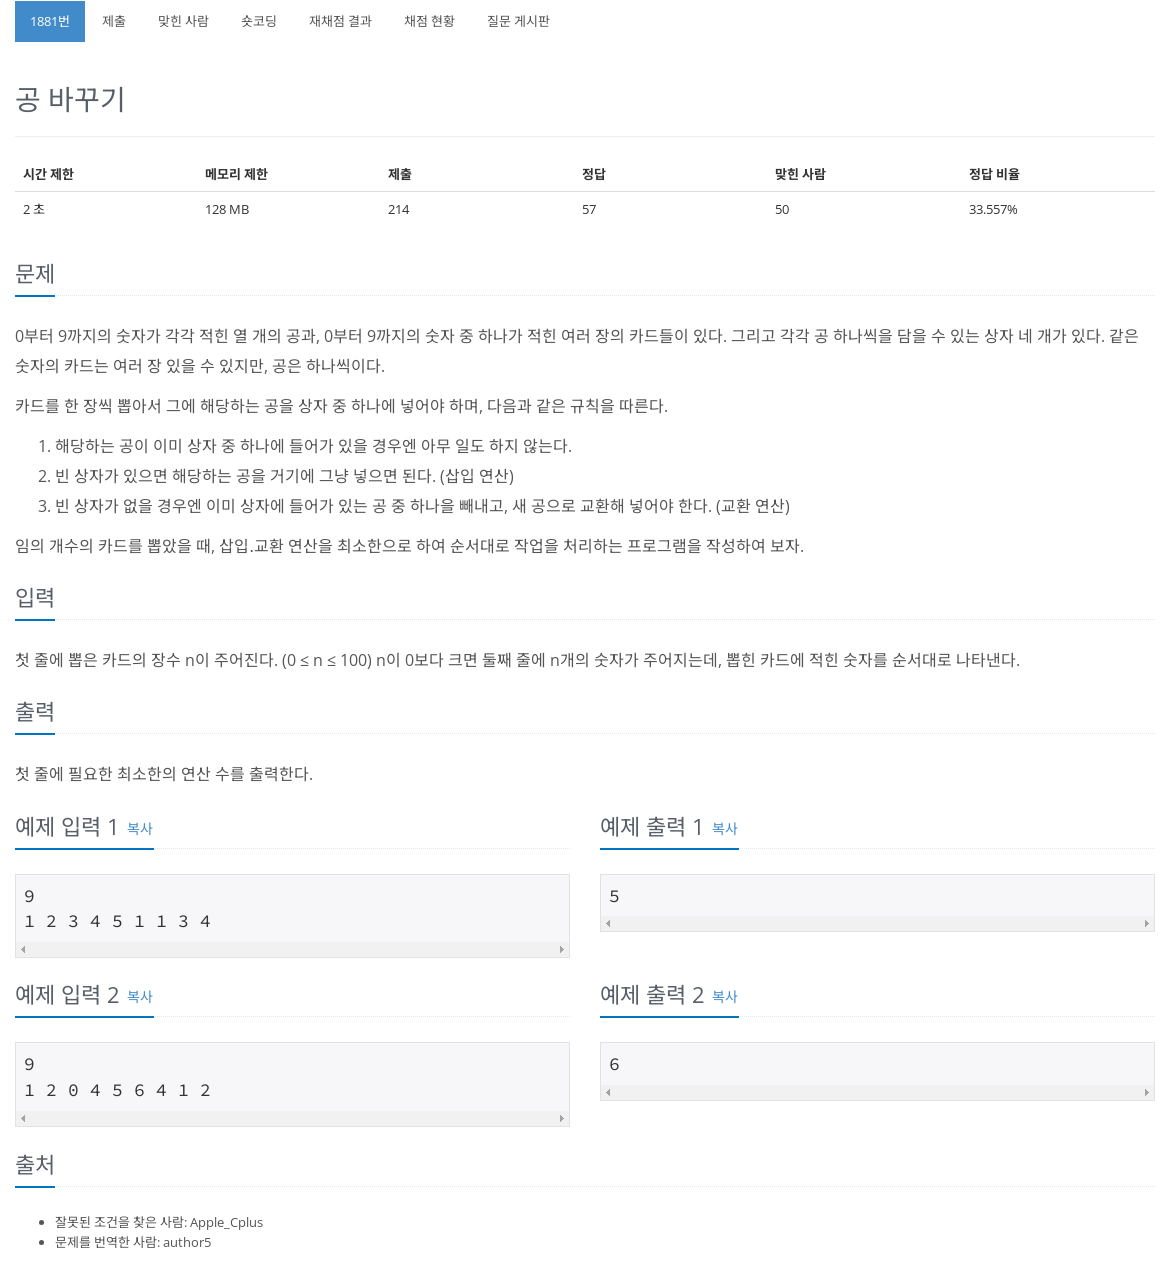 1881번 제출 맞힌 사람 숏코딩 재채점 결과 채점 현황 질문 게시판
공 바꾸기
시간 제한 메모리 제한 제출 정답 맞힌 사람 정답 비율
2 초 128 MB 214 57 50 33.557%
문제
0부터 9까지의 숫자가 각각 적힌 열 개의 공과, 0부터 9까지의 숫자 중 하나가 적힌 여러 장의 카드들이 있다. 그리고 각각 공 하나씩을 담을 수 있는 상자 네 개가 있다. 같은
숫자의 카드는 여러 장 있을 수 있지만, 공은 하나씩이다.
카드를 한 장씩 뽑아서 그에 해당하는 공을 상자 중 하나에 넣어야 하며, 다음과 같은 규칙을 따른다.
1. 해당하는 공이 이미 상자 중 하나에 들어가 있을 경우엔 아무 일도 하지 않는다.
2. 빈 상자가 있으면 해당하는 공을 거기에 그냥 넣으면 된다. (삽입 연산)
3. 빈 상자가 없을 경우엔 이미 상자에 들어가 있는 공 중 하나를 빼내고, 새 공으로 교환해 넣어야 한다. (교환 연산)
임의 개수의 카드를 뽑았을 때, 삽입.교환 연산을 최소한으로 하여 순서대로 작업을 처리하는 프로그램을 작성하여 보자.
입력
첫 줄에 뽑은 카드의 장수 n이 주어진다. (0 ≤ n ≤ 100) n이 0보다 크면 둘째 줄에 n개의 숫자가 주어지는데, 뽑힌 카드에 적힌 숫자를 순서대로 나타낸다.
출력
첫 줄에 필요한 최소한의 연산 수를 출력한다.
예제 입력 1 복사
9
1 2 3 4 5 1 1 3 4
예제 출력 1 복사
5
예제 입력 2 복사
9
1 2 0 4 5 6 4 1 2
예제 출력 2 복사
6
출처
잘못된 조건을 찾은 사람: Apple_Cplus
문제를 번역한 사람: author5